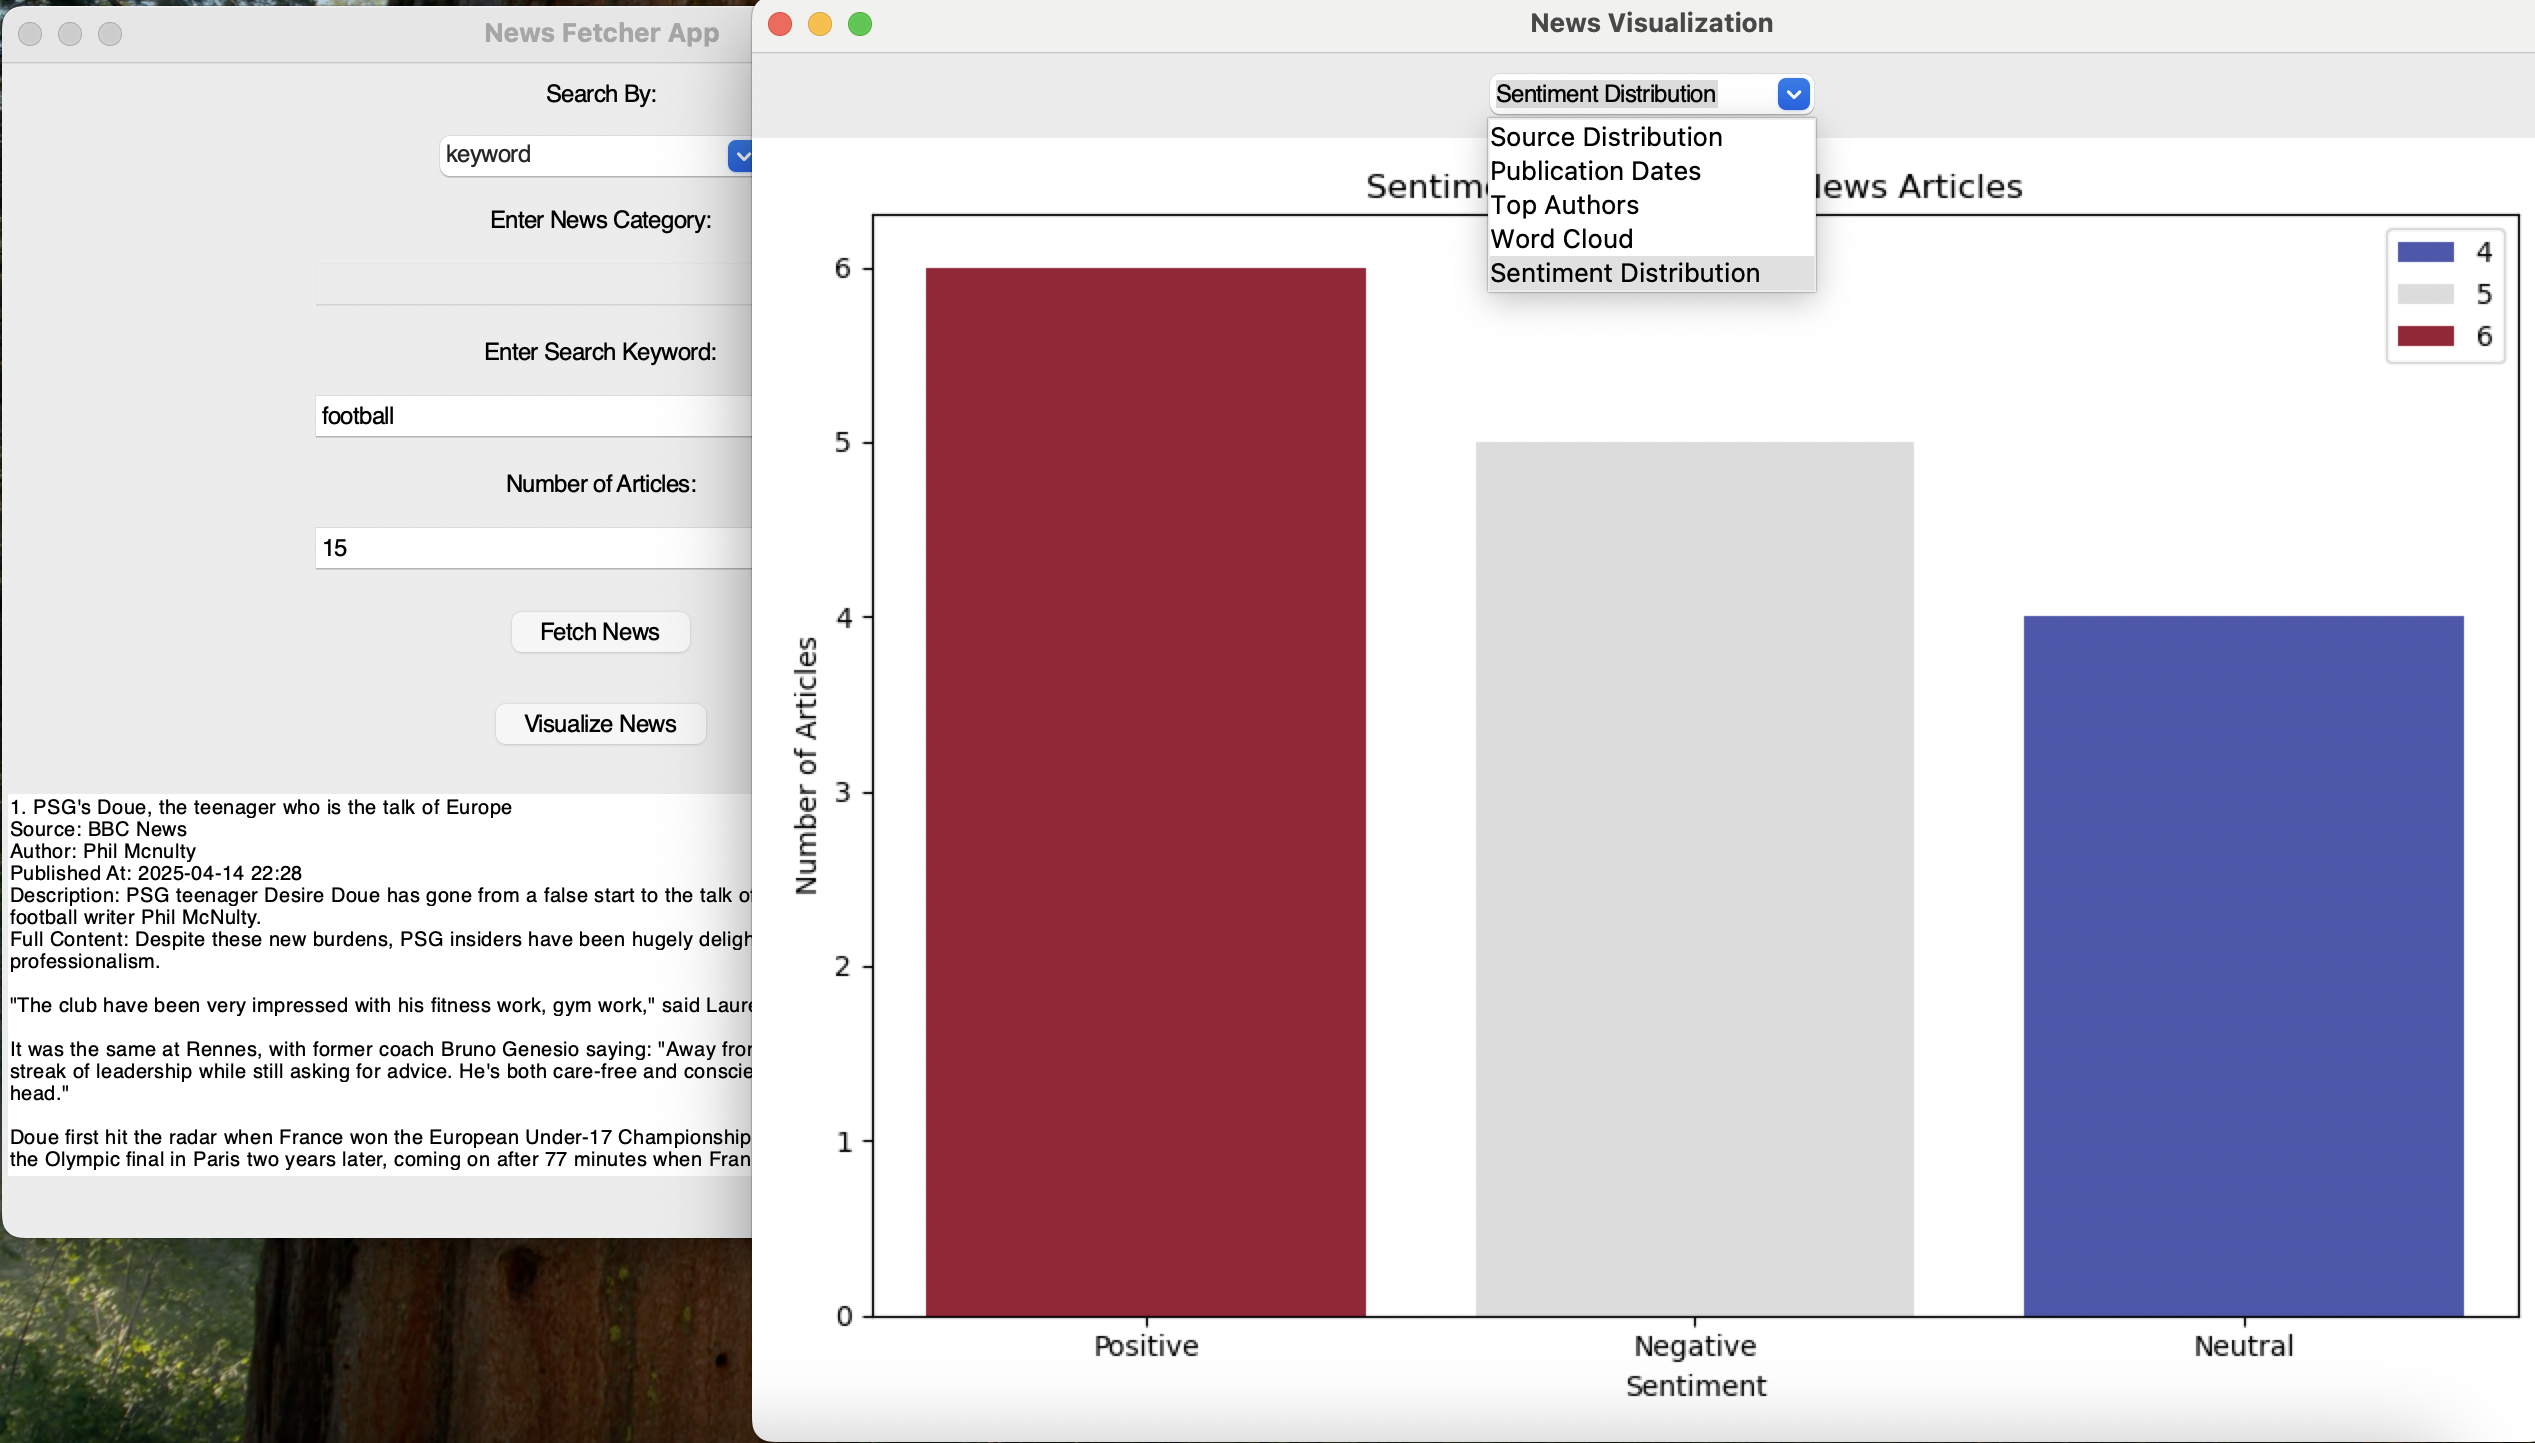 News Fetcher App
Search By:
keyword
Enter News Category:
Enter Search Keyword:
football
Number of Articles:
15
Fetch News
Visualize News
1. PSG's Doue, the teenager who is the talk of Europe
Source: BBC News
Author: Phil Mcnulty
Published At: 2025-04-14 22:28
Description: PSG teenager Desire Doue has gone from a false start to the talk
football writer Phil McNulty.
Full Content: Despite these new burdens, PSG insiders have been hugely
professionalism.
"The club have been very impressed with his fitness work, gym work," said
It was the same at Rennes, with former coach Bruno Genesio saying: "Away
streak of leadership while still asking for advice. He's both care-free and
head."
Doue first hit the radar when France won the European Under-17 Championship
the Olympic final in Paris two years later, coming on after 77 minutes when
News Visualization
Sentiment Distribution
Source Distribution
Publication Dates
Top Authors
Word Cloud
Sentiment Distribution
News Articles
4
5
6
6
5
4
3
2
1
0
Number of Articles
Positive
Negative
Neutral
Sentiment